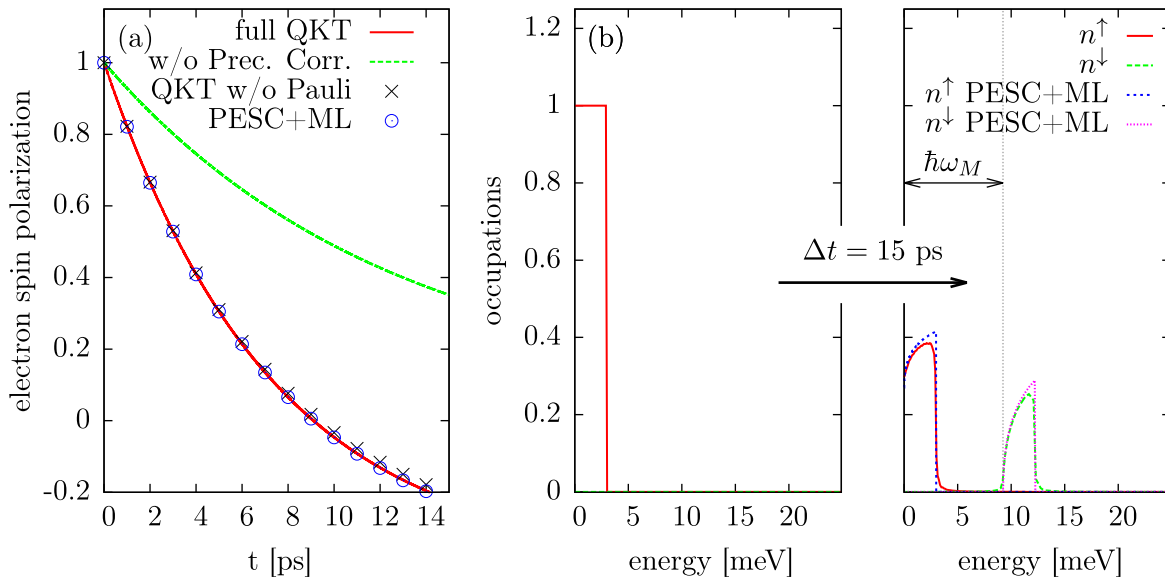 (a)
full QKT
w/o Prec. Corr.
QKT w/o Pauli
PESC+ML
electron spin polarization
1
0.8
0.6
0.4
0.2
0
-0.2
0 2 4 6 8 10 12 14
t [ps]
(b)
occupations
1.2
1
0.8
0.6
0.4
0.2
0
0 5 10 15 20
energy [meV]
Δt = 15 ps
n↑
n↓
n↑ PESC+ML
n↓ PESC+ML
ℏω_M
0 5 10 15 20
energy [meV]